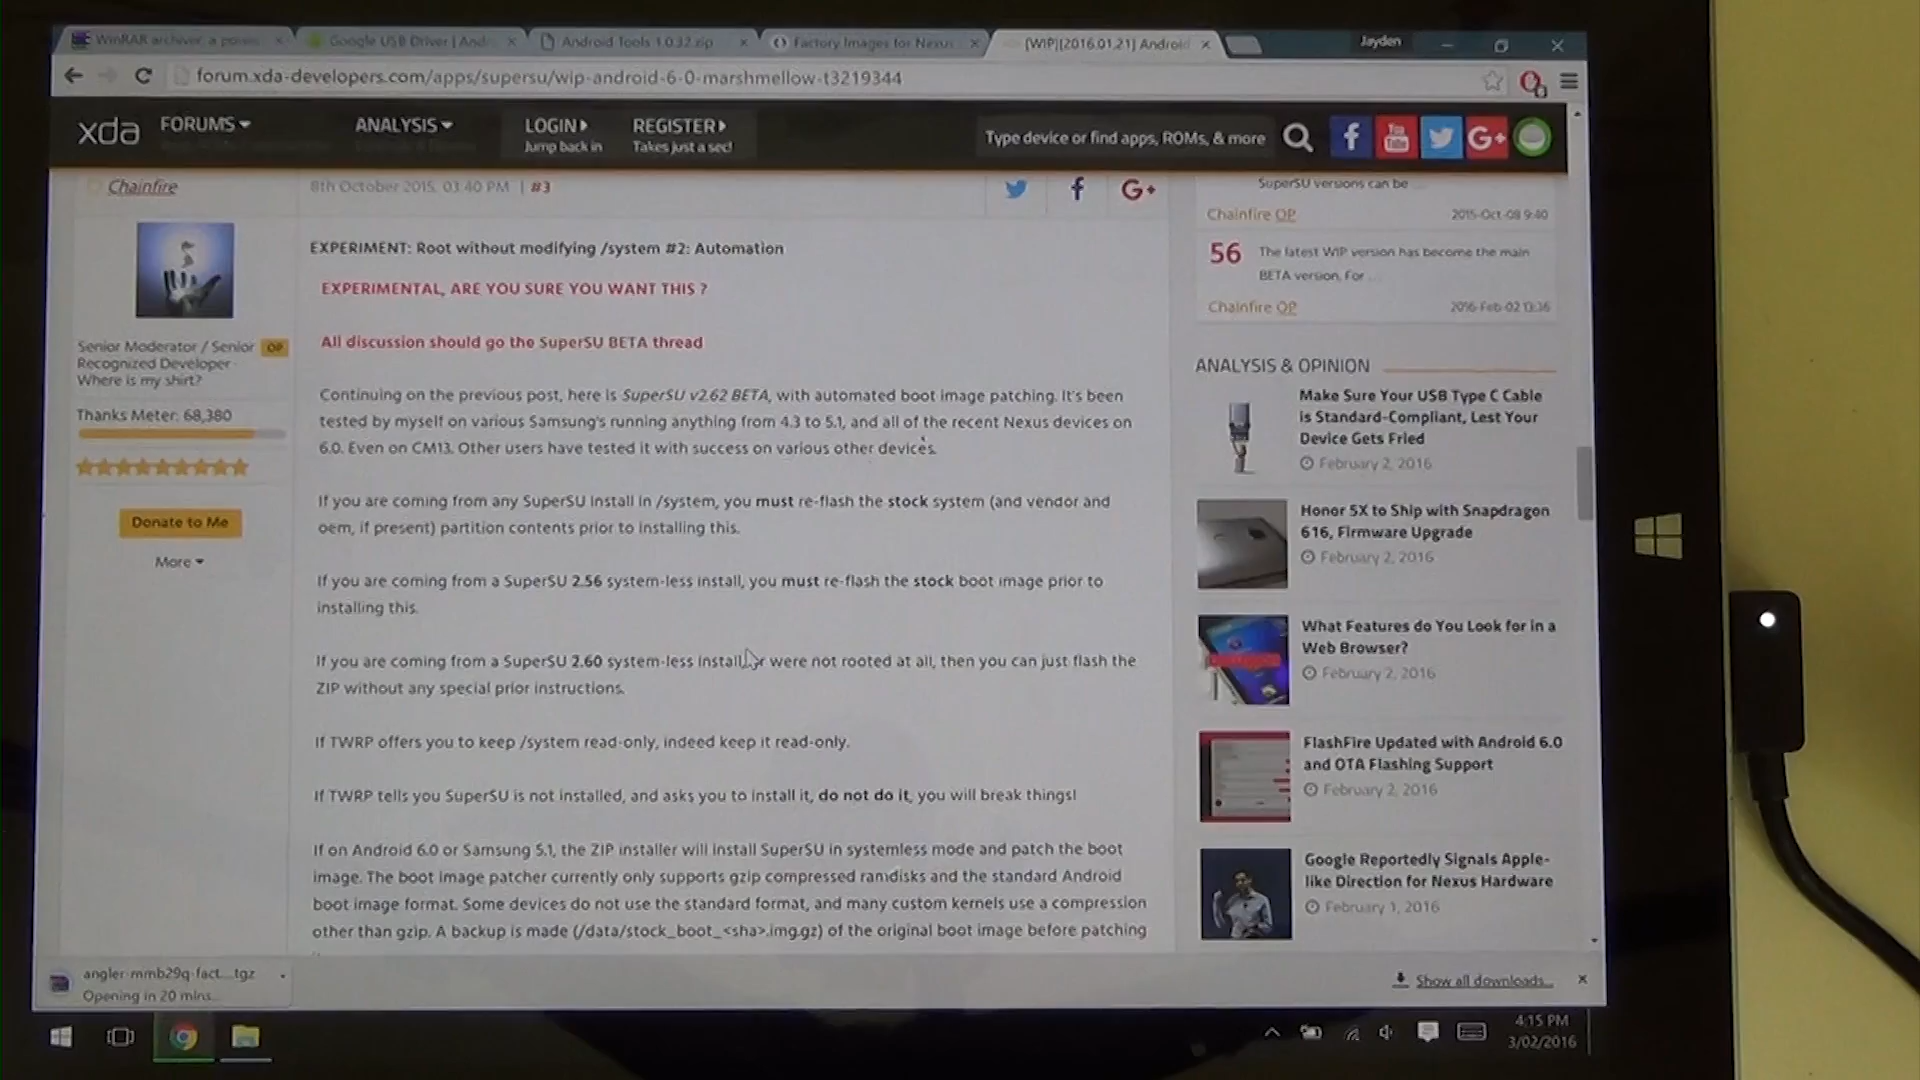 WinRAR archiver, a powe
Google USB Driver | Andr
Android Tools 1.0.32.zip
Factory Images for Nexus
[WIP][2016.01.21] Android
Jayden
forum.xda-developers.com/apps/supersu/wip-android-6-0-marshmellow-t3219344
xda
FORUMS
ANALYSIS
LOGIN
Jump back in
REGISTER
Takes just a sec!
Type device or find apps, ROMs, & more
You
Tube
G+
Chainfire
8th October 2015, 03:40 PM | #3
G+
EXPERIMENT: Root without modifying /system #2: Automation
EXPERIMENTAL, ARE YOU SURE YOU WANT THIS ?
All discussion should go the SuperSU BETA thread
Senior Moderator / Senior
Recognized Developer -
Where is my shirt?
OP
Thanks Meter: 68,380
Donate to Me
More
Continuing on the previous post, here is SuperSU v2.62 BETA, with automated boot image patching. It's been
tested by myself on various Samsung's running anything from 4.3 to 5.1, and all of the recent Nexus devices on
6.0. Even on CM13. Other users have tested it with success on various other devices.
If you are coming from any SuperSU install in /system, you must re-flash the stock system (and vendor and
oem, if present) partition contents prior to installing this.
If you are coming from a SuperSU 2.56 system-less install, you must re-flash the stock boot image prior to
installing this.
If you are coming from a SuperSU 2.60 system-less install, or were not rooted at all, then you can just flash the
ZIP without any special prior instructions.
If TWRP offers you to keep /system read-only, indeed keep it read-only.
If TWRP tells you SuperSU is not installed, and asks you to install it, do not do it, you will break things!
If on Android 6.0 or Samsung 5.1, the ZIP installer will install SuperSU in systemless mode and patch the boot
image. The boot image patcher currently only supports gzip compressed ramdisks and the standard Android
boot image format. Some devices do not use the standard format, and many custom kernels use a compression
other than gzip. A backup is made (/data/stock_boot_<sha>.img.gz) of the original boot image before patching
SuperSU versions can be ...
Chainfire OP
2015-Oct-08 9:40
56
The latest WIP version has become the main
BETA version. For ...
Chainfire OP
2016-Feb-02 13:36
ANALYSIS & OPINION
Make Sure Your USB Type C Cable
is Standard-Compliant, Lest Your
Device Gets Fried
February 2, 2016
Honor 5X to Ship with Snapdragon
616, Firmware Upgrade
February 2, 2016
What Features do You Look for in a
Web Browser?
February 2, 2016
FlashFire Updated with Android 6.0
and OTA Flashing Support
February 2, 2016
Google Reportedly Signals Apple-
like Direction for Nexus Hardware
February 1, 2016
angler-mmb29q-fact....tgz
Opening in 20 mins...
Show all downloads...
4:15 PM
3/02/2016